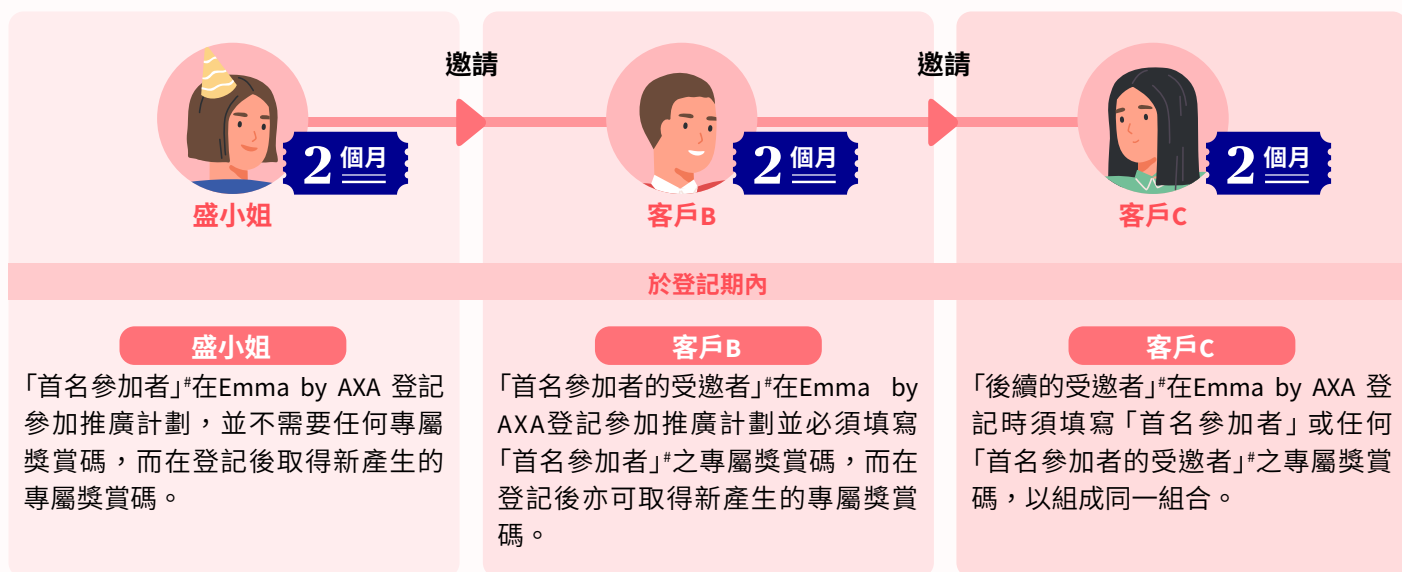 邀請
邀請
2 個月
2 個月
2 個月
盛小姐
客戶B
客戶C
於登記期內
盛小姐
「首名參加者」#在Emma by AXA 登記
參加推廣計劃，並不需要任何專屬
獎賞碼，而在登記後取得新產生的
專屬獎賞碼。
客戶B
「首名參加者的受邀者」#在Emma by
AXA登記參加推廣計劃並必須填寫
「首名參加者」#之專屬獎賞碼，而在
登記後亦可取得新產生的專屬獎賞
碼。
客戶C
「後續的受邀者」#在Emma by AXA 登
記時須填寫「首名參加者」或任何
「首名參加者的受邀者」#之專屬獎賞
碼，以組成同一組合。